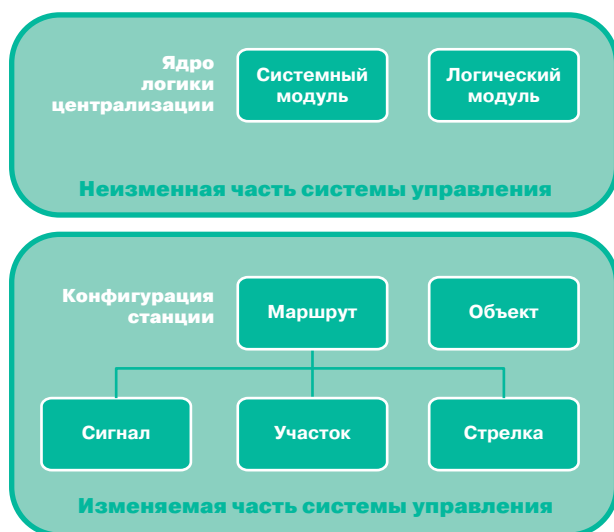 Ядро
логики
централизации
Системный
модуль
Логический
модуль
Неизменная часть системы управления
Конфигурация
станции
Маршрут
Объект
Сигнал
Участок
Стрелка
Изменяемая часть системы управления